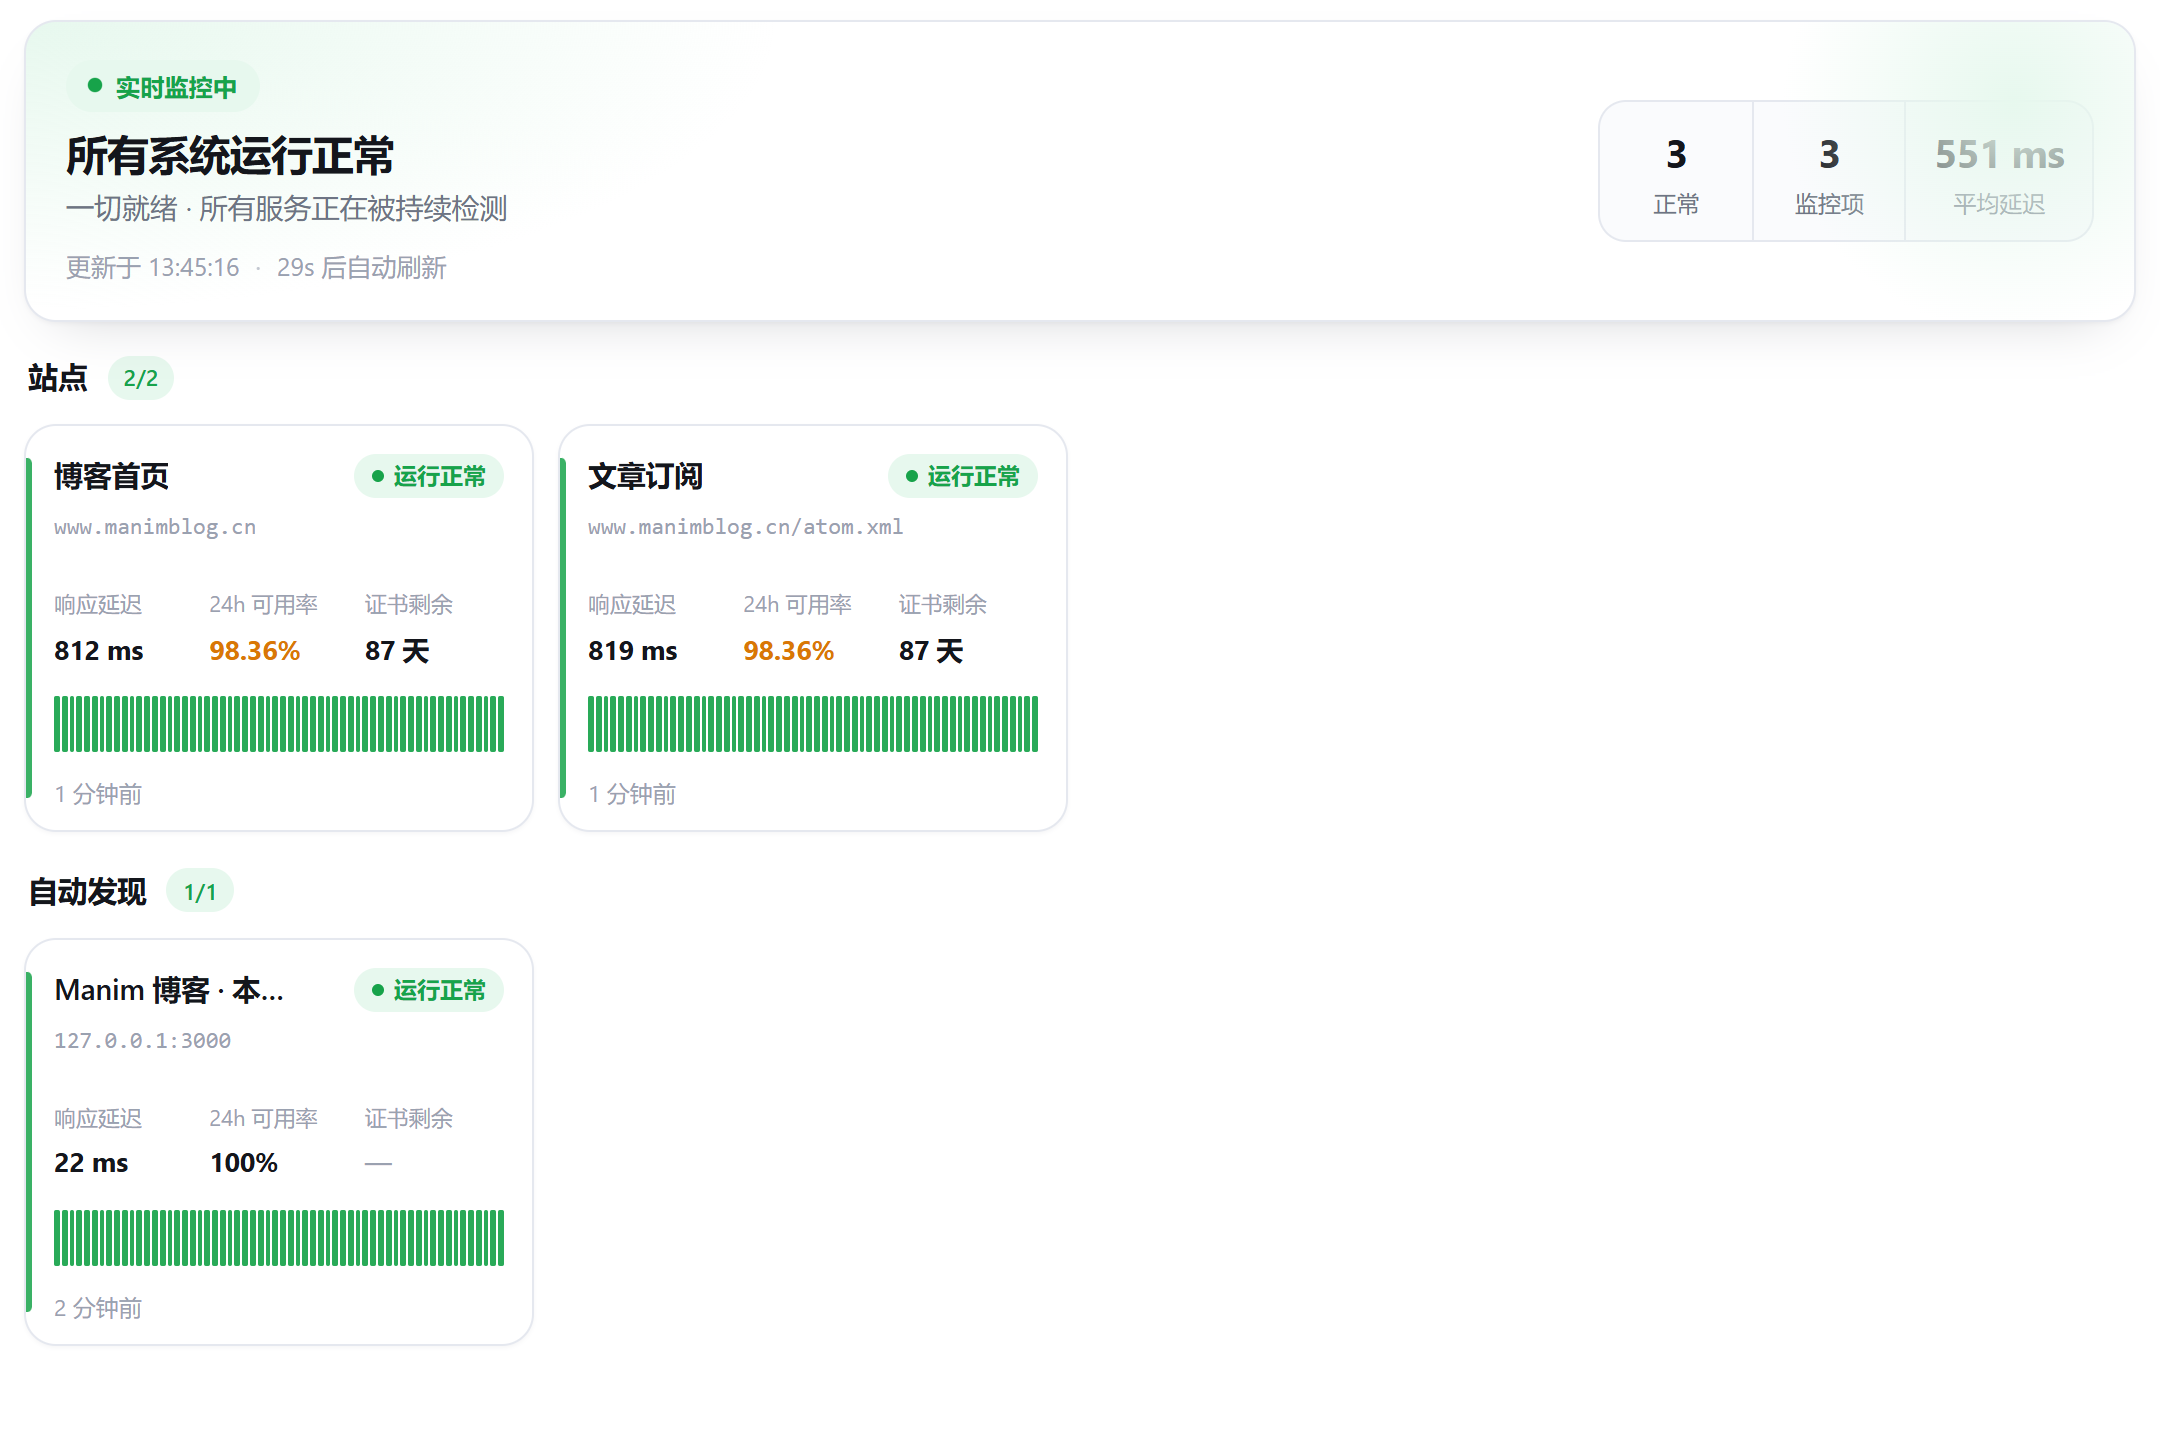 实时监控中
所有系统运行正常
一切就绪 · 所有服务正在被持续检测
更新于 13:45:16 · 29s 后自动刷新
3
正常
3
监控项
551 ms
平均延迟
站点 2/2
博客首页 运行正常
www.manimblog.cn
响应延迟 24h 可用率 证书剩余
812 ms 98.36% 87 天
1 分钟前
文章订阅 运行正常
www.manimblog.cn/atom.xml
响应延迟 24h 可用率 证书剩余
819 ms 98.36% 87 天
1 分钟前
自动发现 1/1
Manim 博客 · 本... 运行正常
127.0.0.1:3000
响应延迟 24h 可用率 证书剩余
22 ms 100% —
2 分钟前